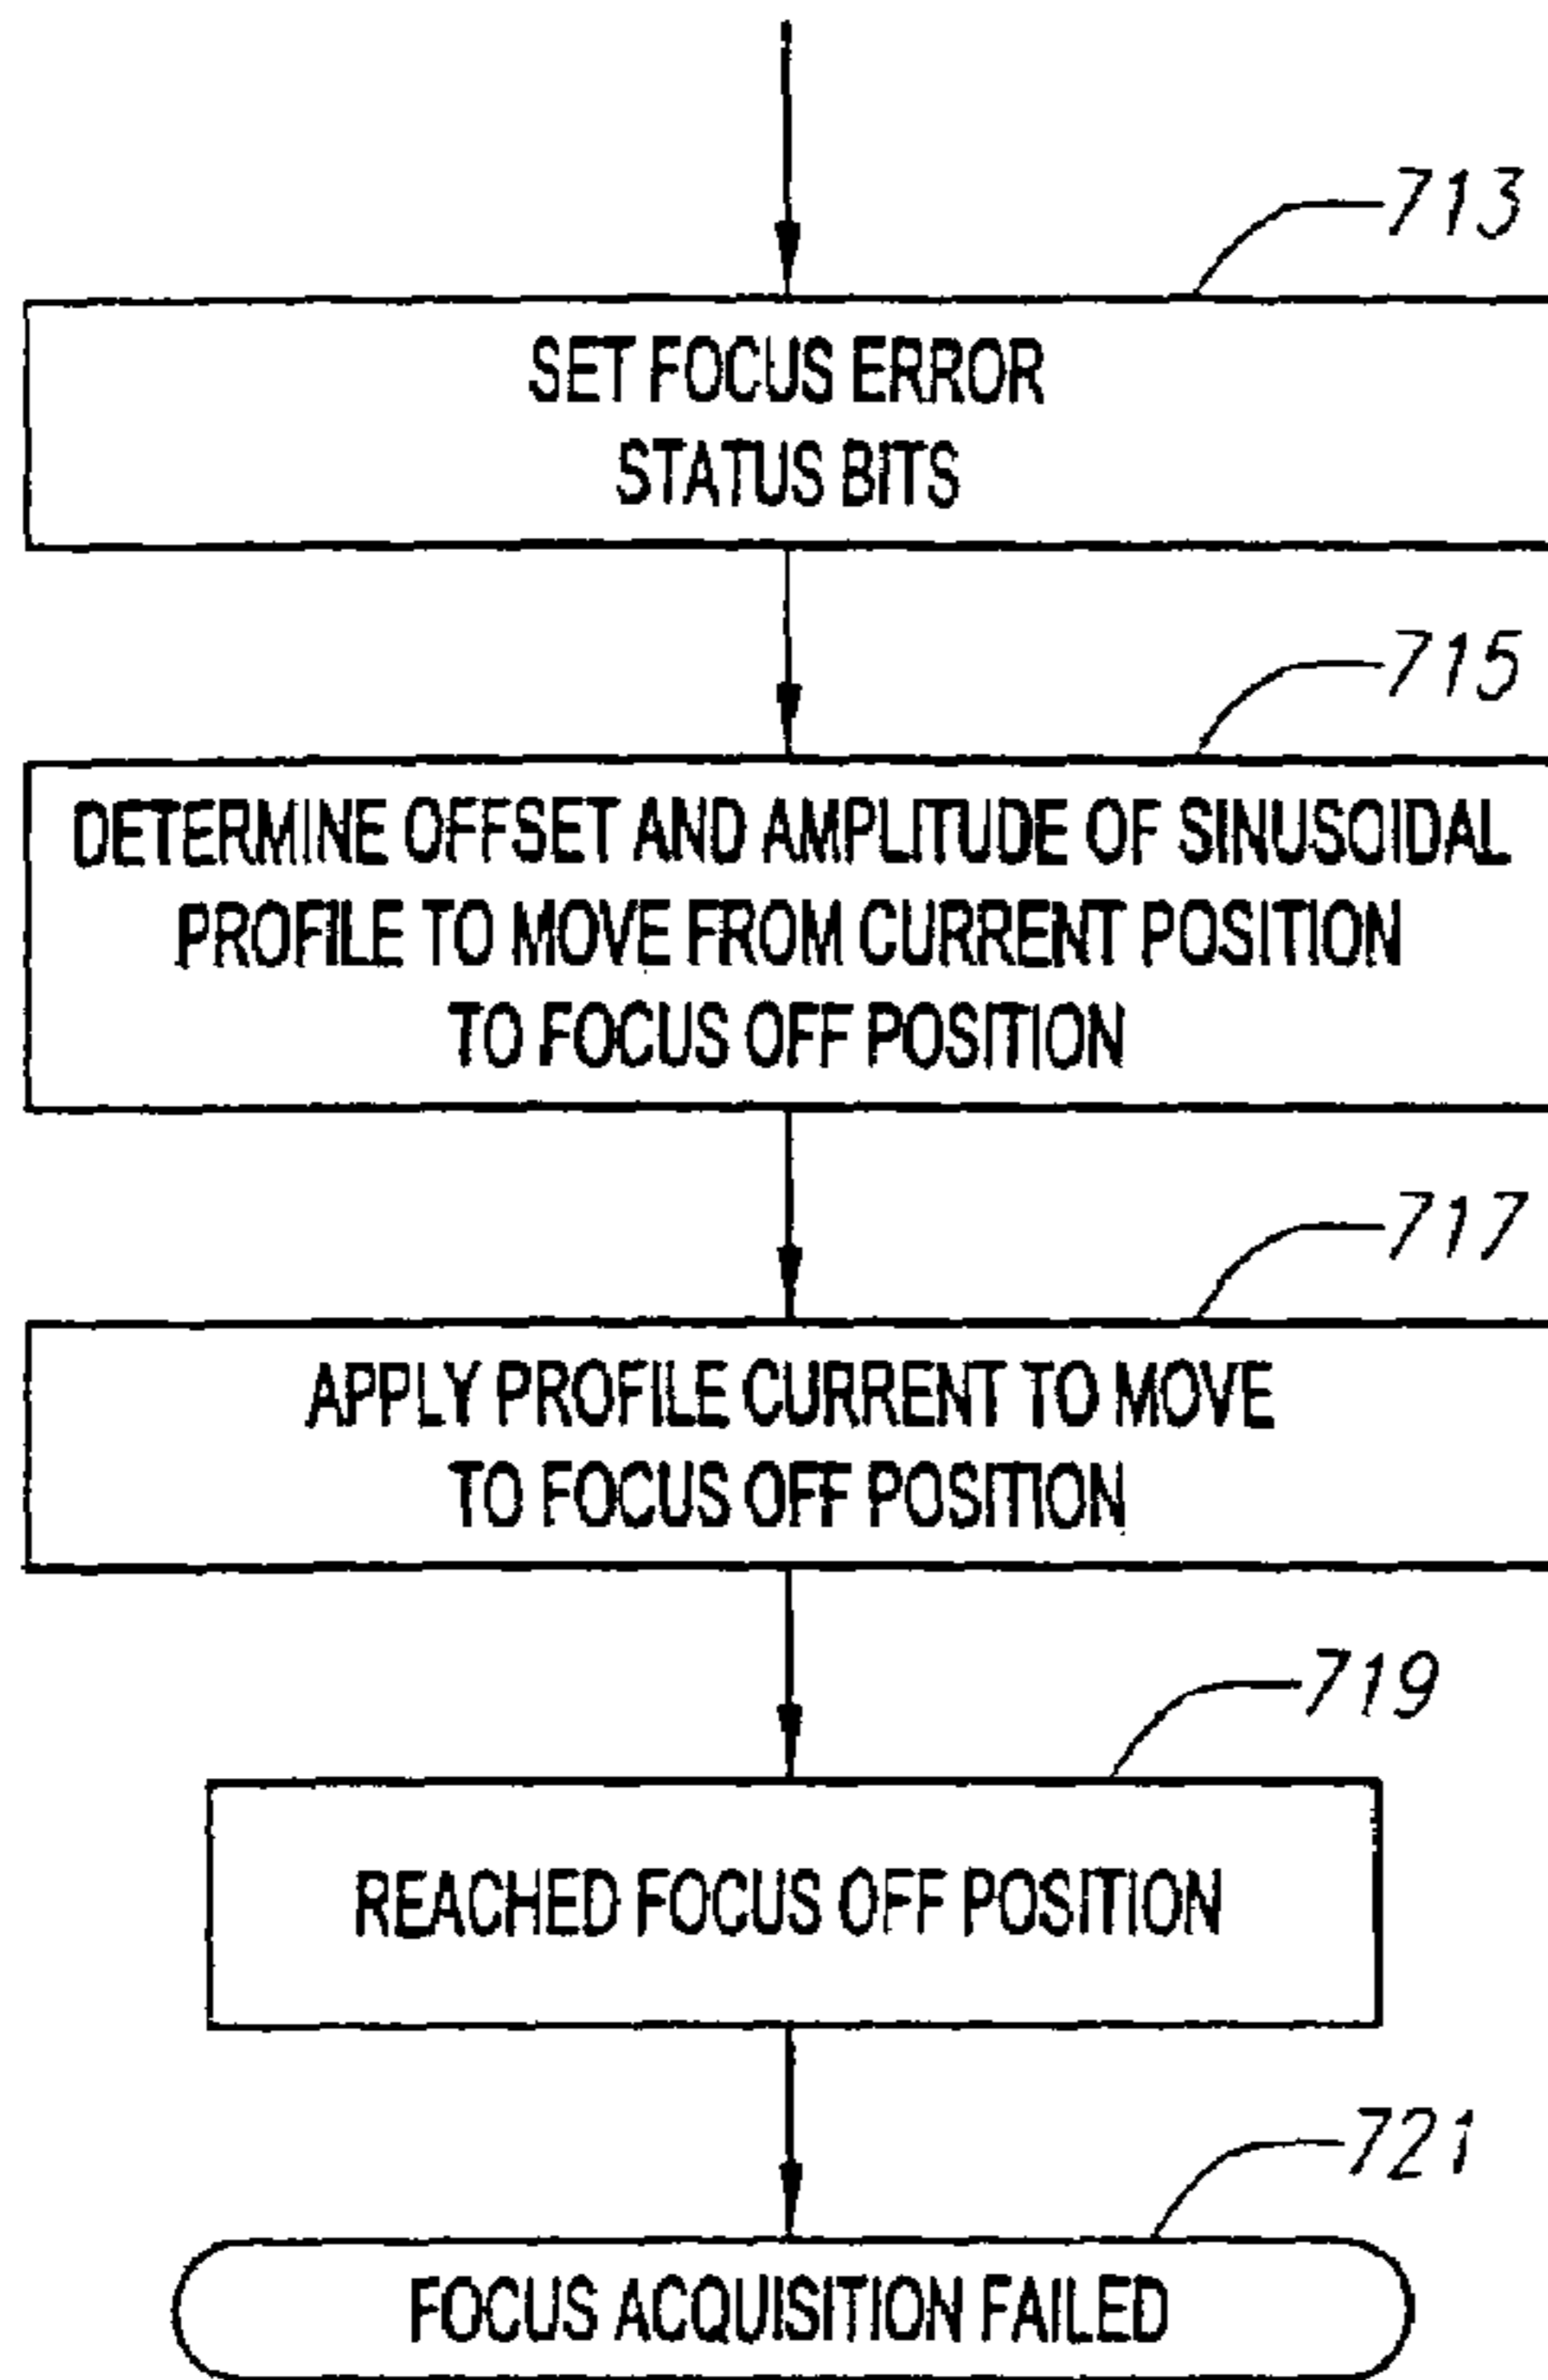 713
SET FOCUS ERROR
STATUS BITS
715
DETERMINE OFFSET AND AMPLITUDE OF SINUSOIDAL
PROFILE TO MOVE FROM CURRENT POSITION
TO FOCUS OFF POSITION
717
APPLY PROFILE CURRENT TO MOVE
TO FOCUS OFF POSITION
719
REACHED FOCUS OFF POSITION
721
FOCUS ACQUISITION FAILED